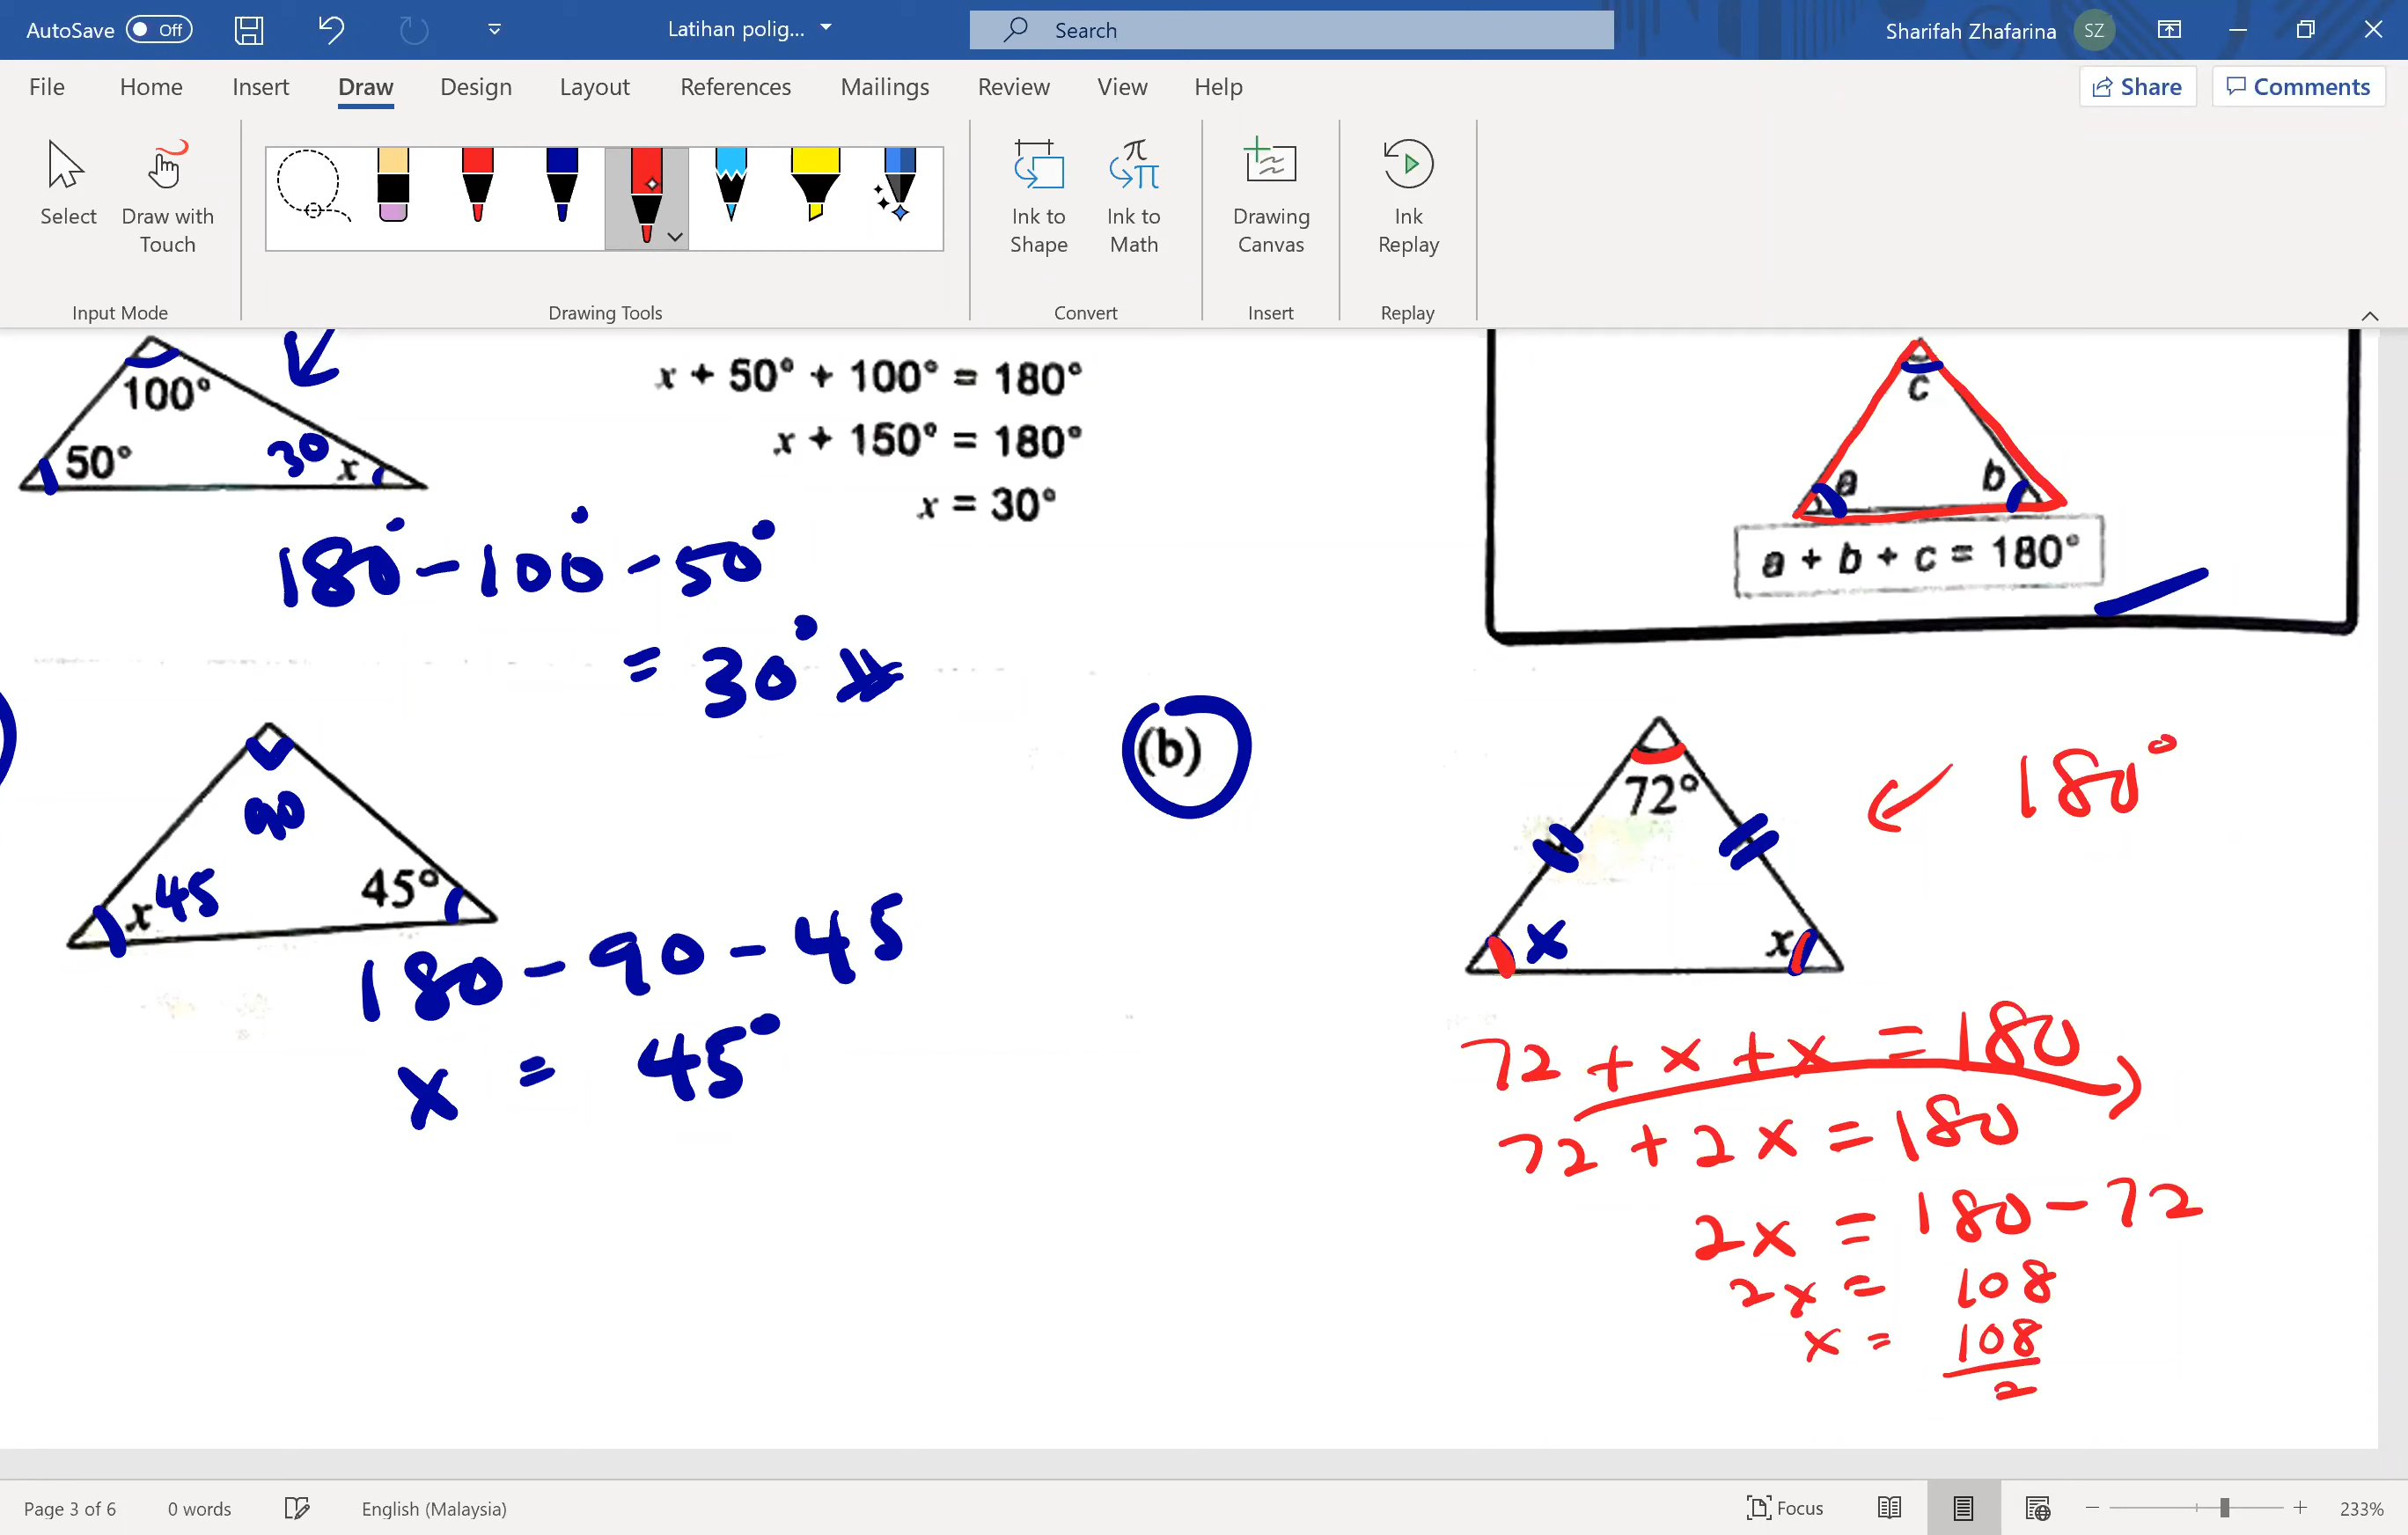 AutoSave Off
Latihan polig...
Search
Sharifah Zhafarina SZ
File Home Insert Draw Design Layout References Mailings Review View Help
Share Comments
Select
Draw with Touch
Ink to Shape
Ink to Math
Drawing Canvas
Ink Replay
Input Mode
Drawing Tools
Convert
Insert
Replay
100°
50°
30 x
x + 50° + 100° = 180°
x + 150° = 180°
x = 30°
180° - 100° - 50°
= 30°
c
a
b
a + b + c = 180°
90
x 45
45°
180 - 90 - 45
x = 45°
(b)
72°
180°
x
x
72 + x + x = 180
72 + 2x = 180
2x = 180 - 72
2x = 108
x = 108
2
Page 3 of 6
0 words
English (Malaysia)
Focus
233%